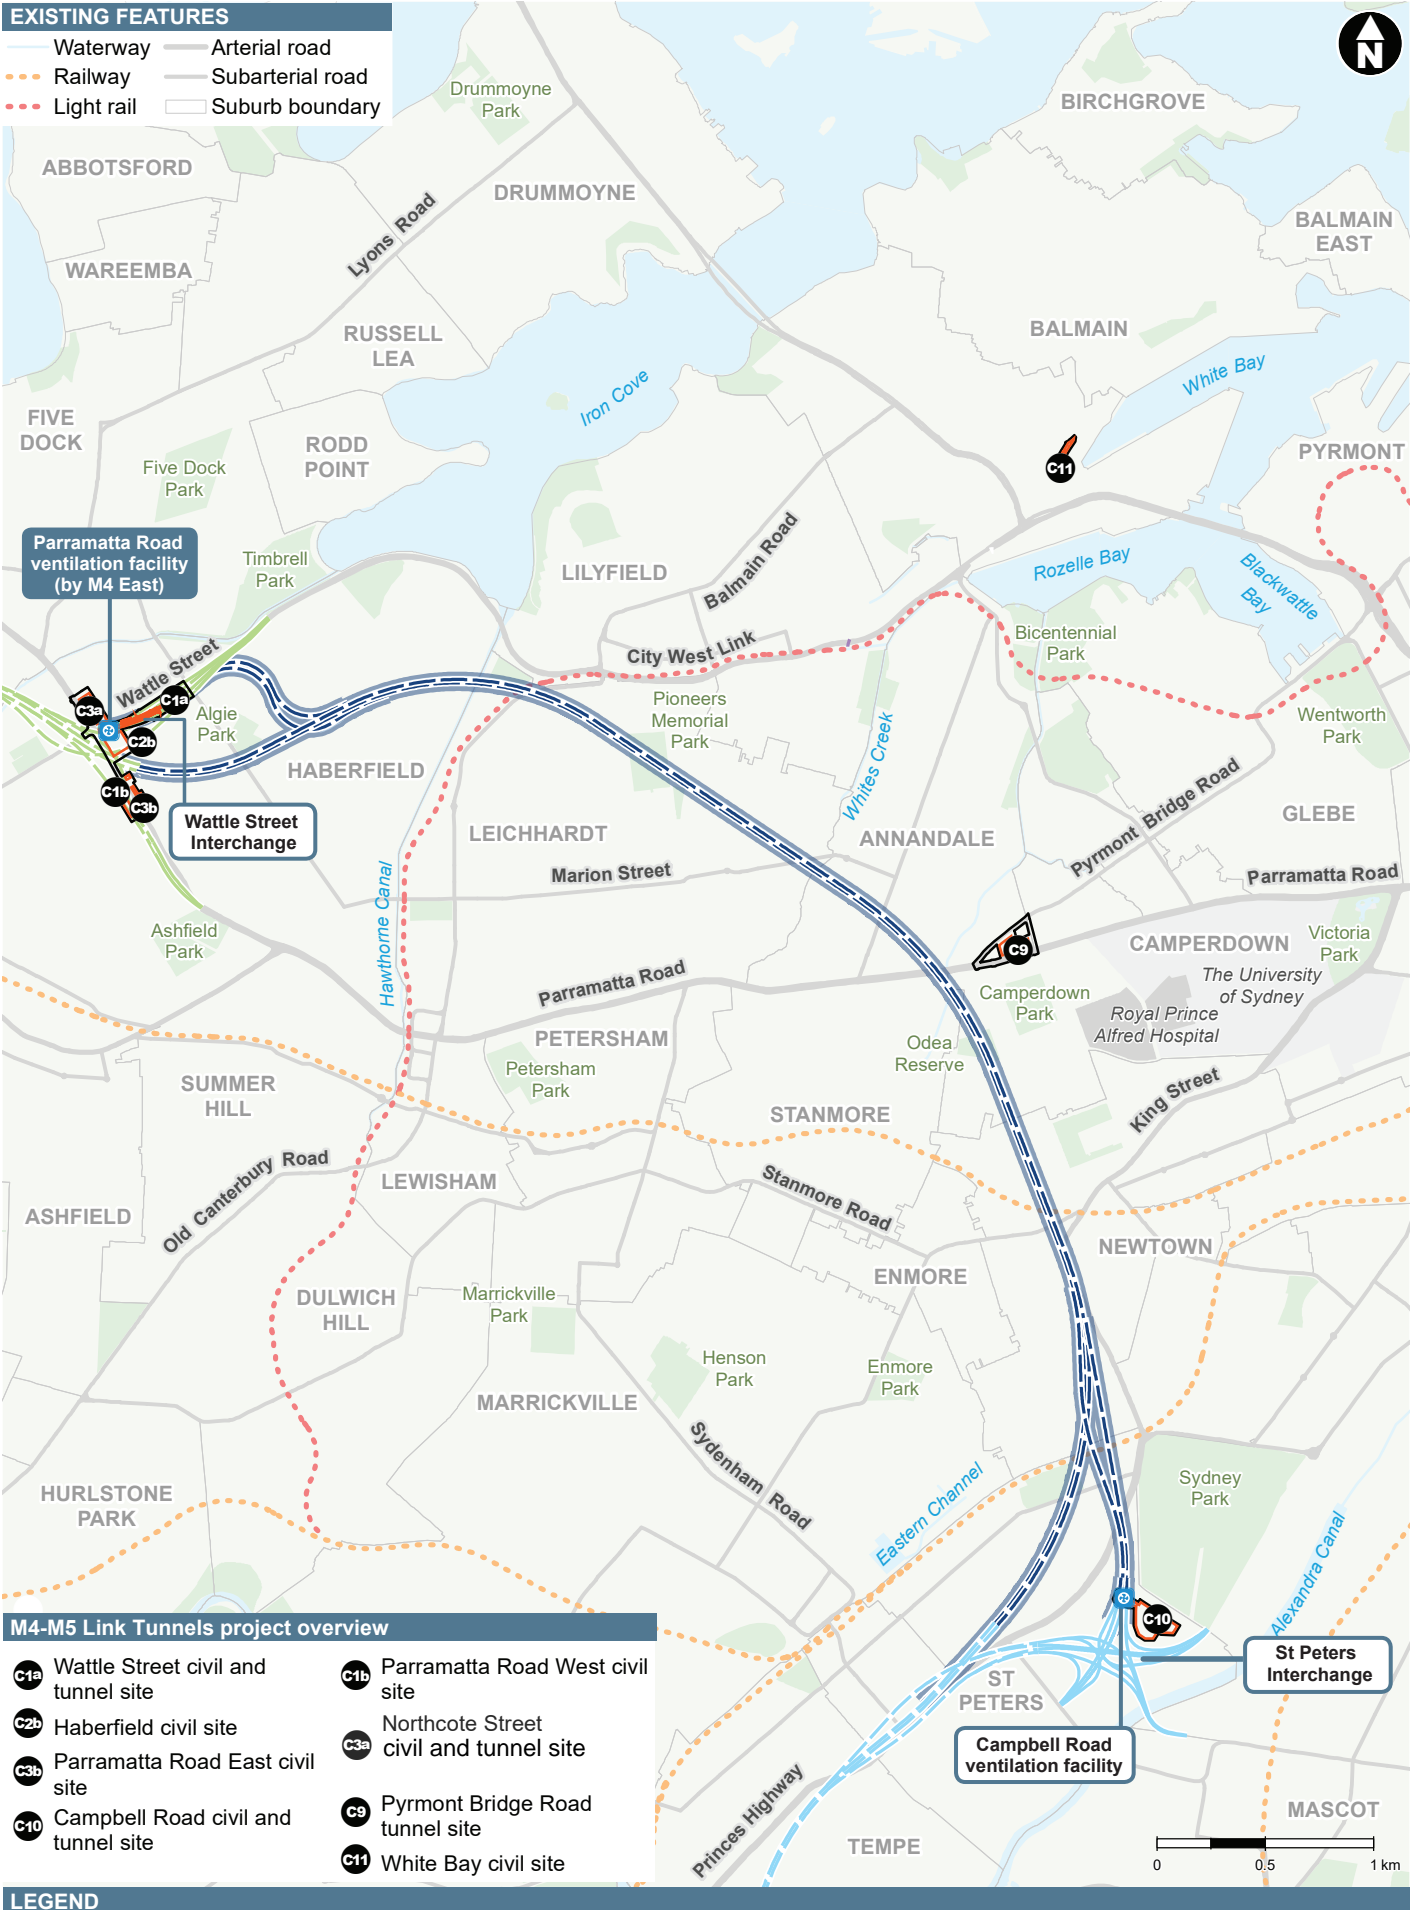 EXISTING FEATURES
Waterway
Arterial road
Railway
Subarterial road
Light rail
Suburb boundary
N
Drummoyne
Park
BIRCHGROVE
ABBOTSFORD
DRUMMOYNE
BALMAIN
EAST
Lyons Road
WAREEMBA
RUSSELL
LEA
BALMAIN
White Bay
Iron Cove
FIVE
DOCK
RODD
POINT
PYRMONT
C11
Five Dock
Park
Parramatta Road
ventilation facility
(by M4 East)
Timbrell
Park
LILYFIELD
Balmain Road
Rozelle Bay
Blackwattle
Bay
Bicentennial
Park
City West Link
Wattle Street
C3a
C1a
C2b
C1b
C3b
Algie
Park
Pioneers
Memorial
Park
Wentworth
Park
HABERFIELD
Whites Creek
Wattle Street
Interchange
LEICHHARDT
ANNANDALE
Pyrmont Bridge Road
GLEBE
Marion Street
Parramatta Road
Hawthorne Canal
Ashfield
Park
C9
CAMPERDOWN
Victoria
Park
The University
of Sydney
Parramatta Road
Camperdown
Park
Royal Prince
Alfred Hospital
PETERSHAM
Odea
Reserve
Petersham
Park
SUMMER
HILL
STANMORE
King Street
Old Canterbury Road
LEWISHAM
Stanmore Road
ASHFIELD
NEWTOWN
ENMORE
DULWICH
HILL
Marrickville
Park
Henson
Park
Enmore
Park
MARRICKVILLE
Sydenham Road
HURLSTONE
PARK
Sydney
Park
Eastern Channel
Alexandra Canal
C10
St Peters
Interchange
ST
PETERS
Campbell Road
ventilation facility
Princes Highway
TEMPE
MASCOT
0 0.5 1 km
M4-M5 Link Tunnels project overview
C1a Wattle Street civil and
tunnel site
C2b Haberfield civil site
C3b Parramatta Road East civil
site
C10 Campbell Road civil and
tunnel site
C1b Parramatta Road West civil
site
C3a Northcote Street
civil and tunnel site
C9 Pyrmont Bridge Road
tunnel site
C11 White Bay civil site
LEGEND